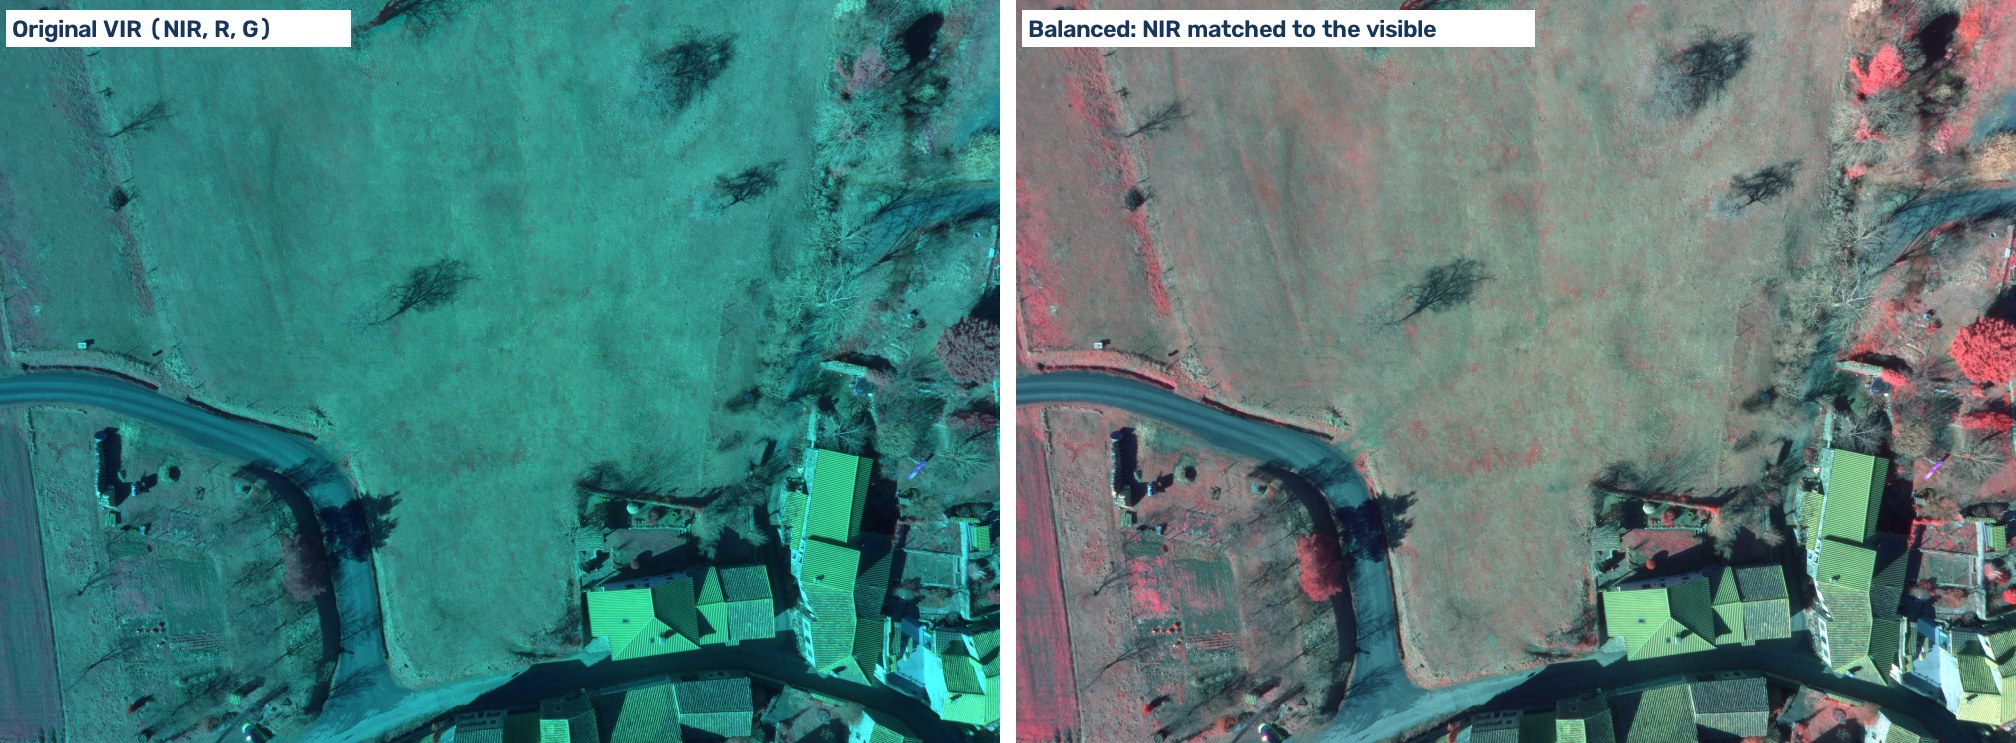 Original VIR (NIR, R, G)
Balanced: NIR matched to the visible